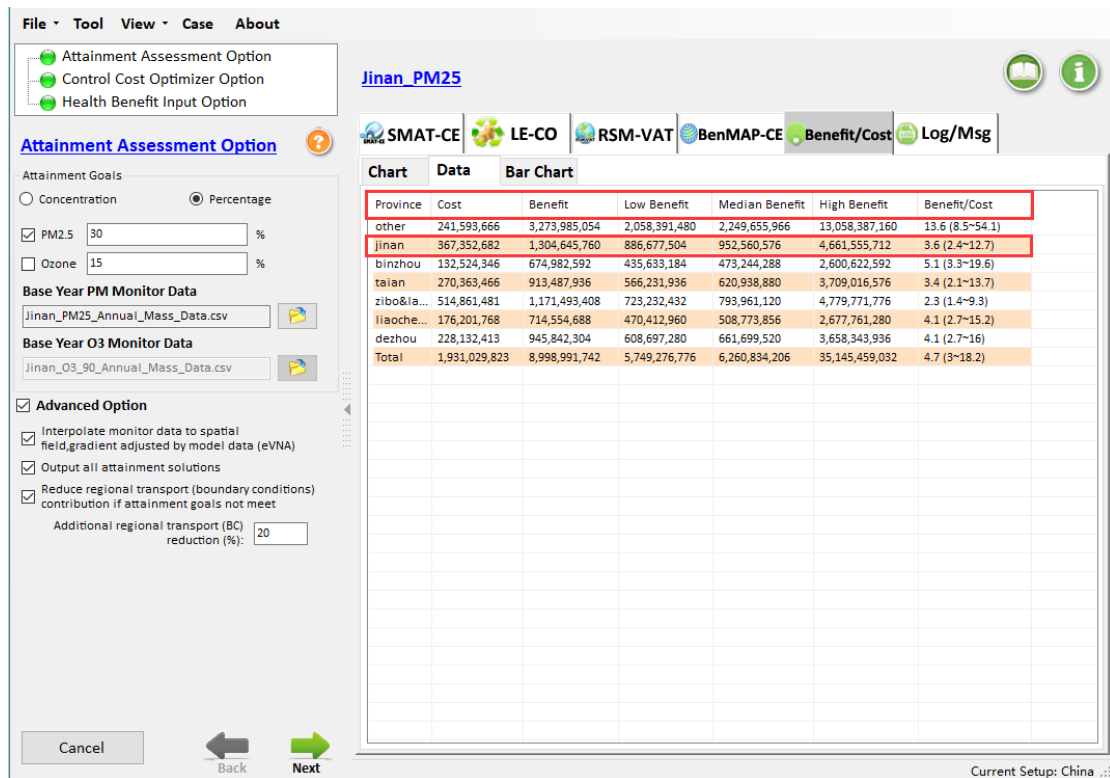 File Tool View Case About
Attainment Assessment Option
Control Cost Optimizer Option
Health Benefit Input Option
Attainment Assessment Option
Attainment Goals
Concentration Percentage
PM2.5 30 %
Ozone 15 %
Base Year PM Monitor Data
Jinan_PM25_Annual_Mass_Data.csv
Base Year O3 Monitor Data
Jinan_O3_90_Annual_Mass_Data.csv
Advanced Option
Interpolate monitor data to spatial
field,gradient adjusted by model data (eVNA)
Output all attainment solutions
Reduce regional transport (boundary conditions)
contribution if attainment goals not meet
Additional regional transport (BC)
reduction (%): 20
Cancel Back Next
Jinan_PM25
SMAT-CE LE-CO RSM-VAT BenMAP-CE Benefit/Cost Log/Msg
Chart Data Bar Chart
Province Cost Benefit Low Benefit Median Benefit High Benefit Benefit/Cost
other 241,593,666 3,273,985,054 2,058,391,480 2,249,655,966 13,058,387,160 13.6 (8.5~54.1)
jinan 367,352,682 1,304,645,760 886,677,504 952,560,576 4,661,555,712 3.6 (2.4~12.7)
binzhou 132,524,346 674,982,592 435,633,184 473,244,288 2,600,622,592 5.1 (3.3~19.6)
taian 270,363,466 913,487,936 566,231,936 620,938,880 3,709,016,576 3.4 (2.1~13.7)
zibo&la... 514,861,481 1,171,493,408 723,232,432 793,961,120 4,779,771,776 2.3 (1.4~9.3)
liaoche... 176,201,768 714,554,688 470,412,960 508,773,856 2,677,761,280 4.1 (2.7~15.2)
dezhou 228,132,413 945,842,304 608,697,280 661,699,520 3,658,343,936 4.1 (2.7~16)
Total 1,931,029,823 8,998,991,742 5,749,276,776 6,260,834,206 35,145,459,032 4.7 (3~18.2)
Current Setup: China